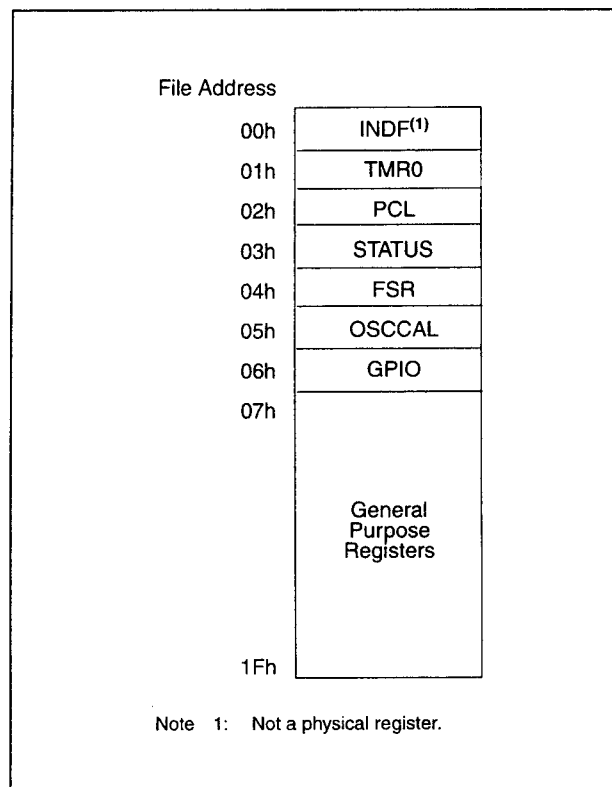 File Address
00h INDF(1)
01h TMR0
02h PCL
03h STATUS
04h FSR
05h OSCCAL
06h GPIO
07h
General
Purpose
Registers
1Fh
Note 1: Not a physical register.